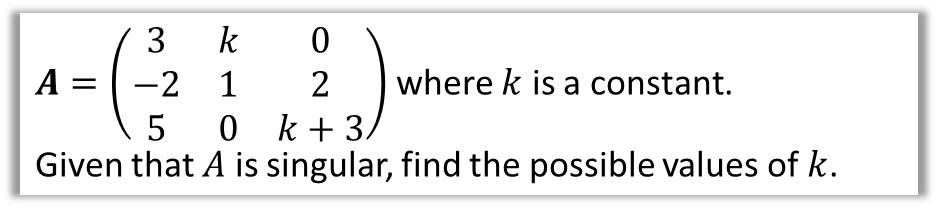 3 k 0
A = −2 1 2 where k is a constant.
5 0 k + 3
Given that A is singular, find the possible values of k.